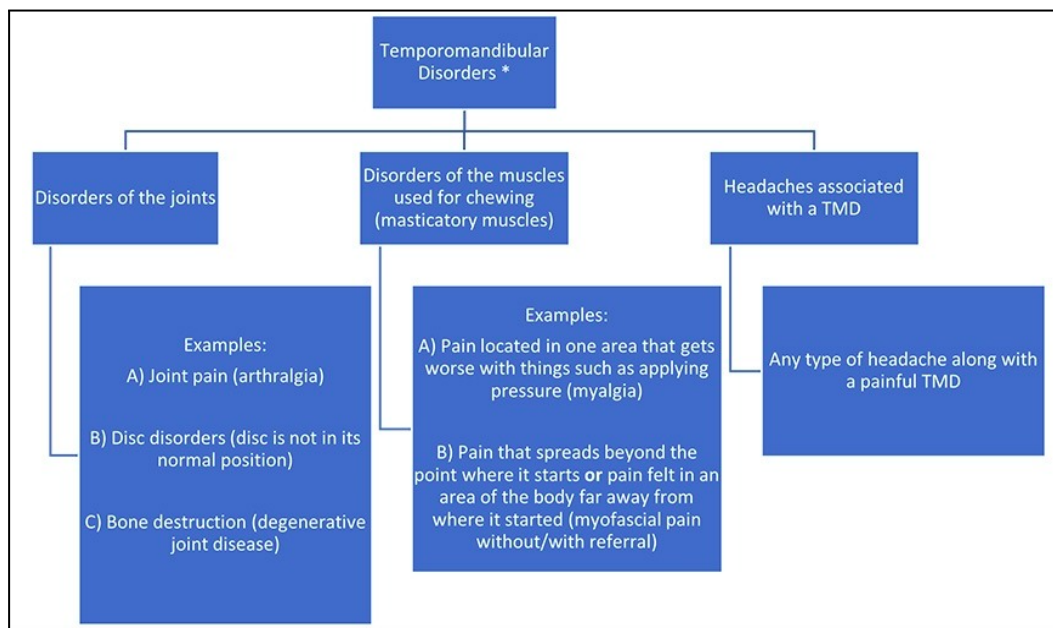 Temporomandibular
Disorders *
Disorders of the joints
Disorders of the muscles
used for chewing
(masticatory muscles)
Headaches associated
with a TMD
Examples:
A) Joint pain (arthralgia)
B) Disc disorders (disc is not in its
normal position)
C) Bone destruction (degenerative
joint disease)
Examples:
A) Pain located in one area that gets
worse with things such as applying
pressure (myalgia)
B) Pain that spreads beyond the
point where it starts or pain felt in an
area of the body far away from
where it started (myofascial pain
without/with referral)
Any type of headache along with
a painful TMD